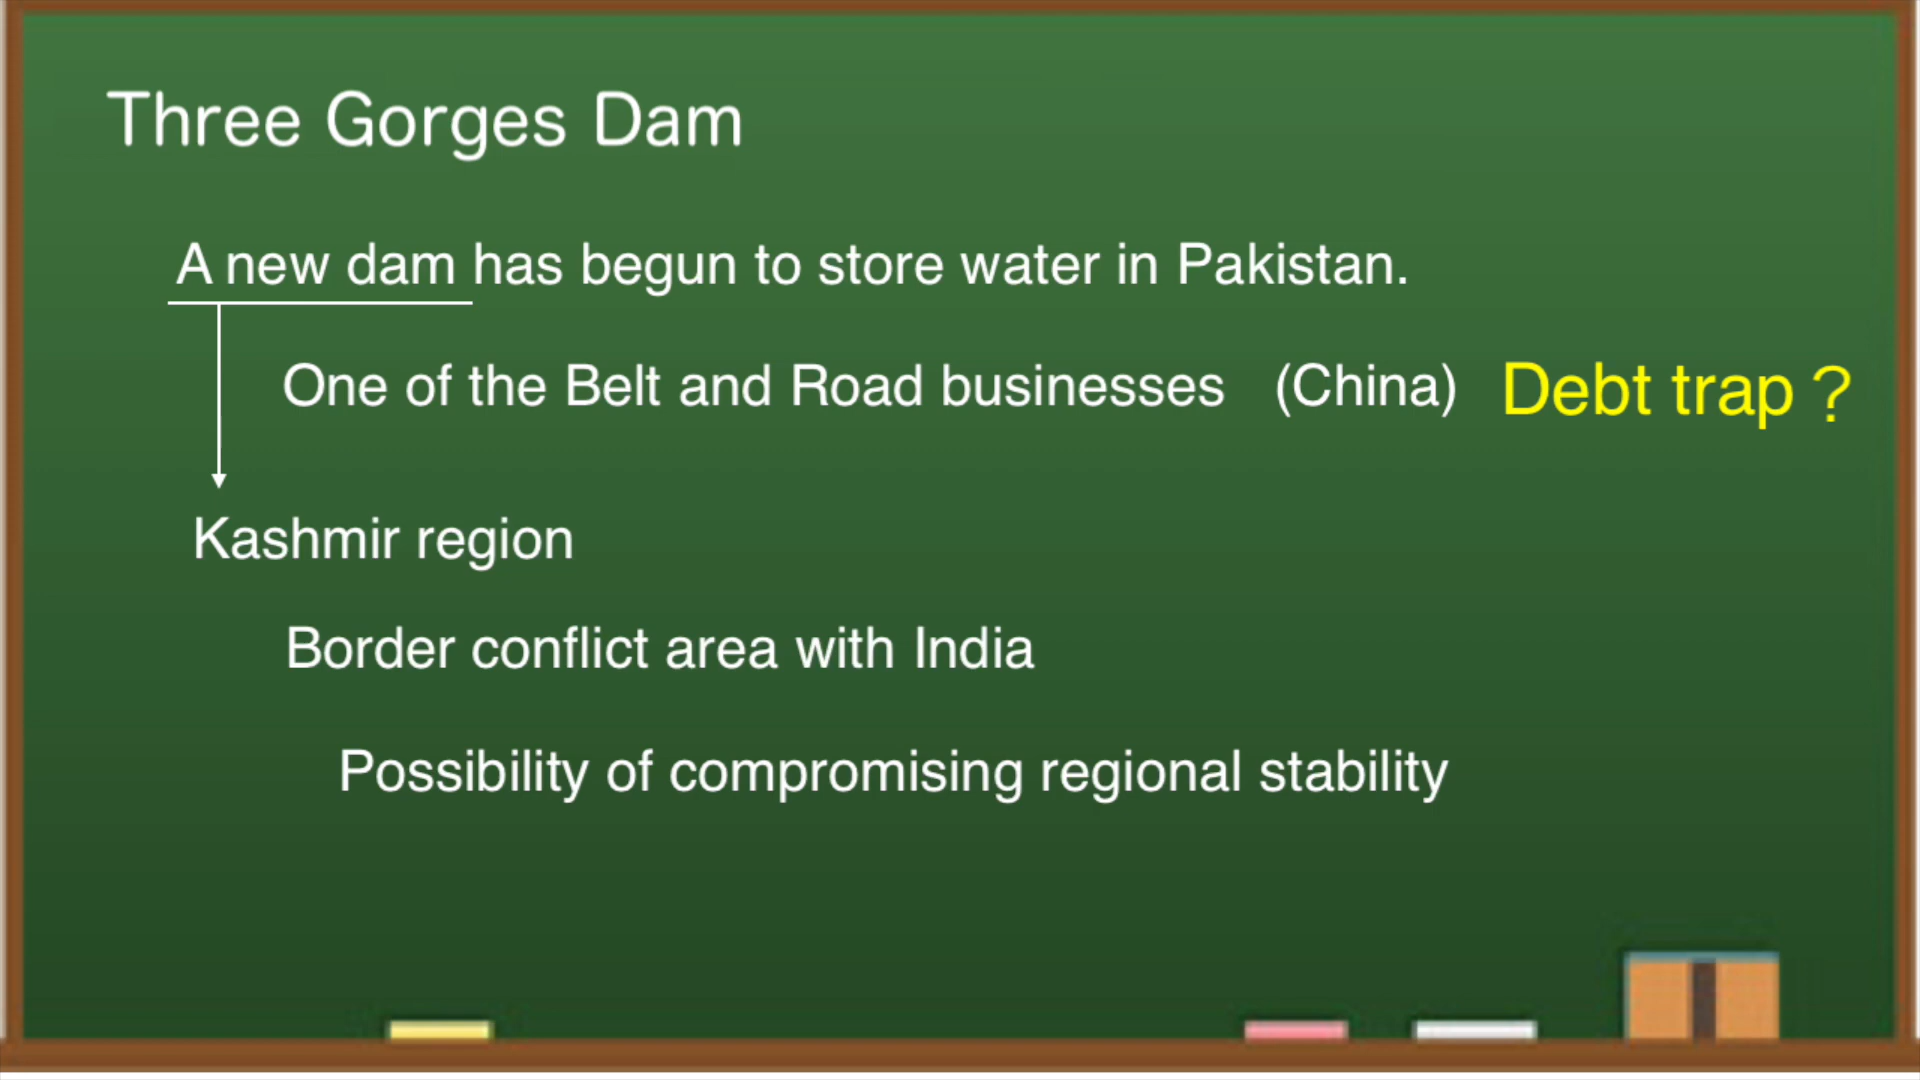 Three Gorges Dam
A new dam has begun to store water in Pakistan.
One of the Belt and Road businesses (China) Debt trap？
Kashmir region
Border conflict area with India
Possibility of compromising regional stability